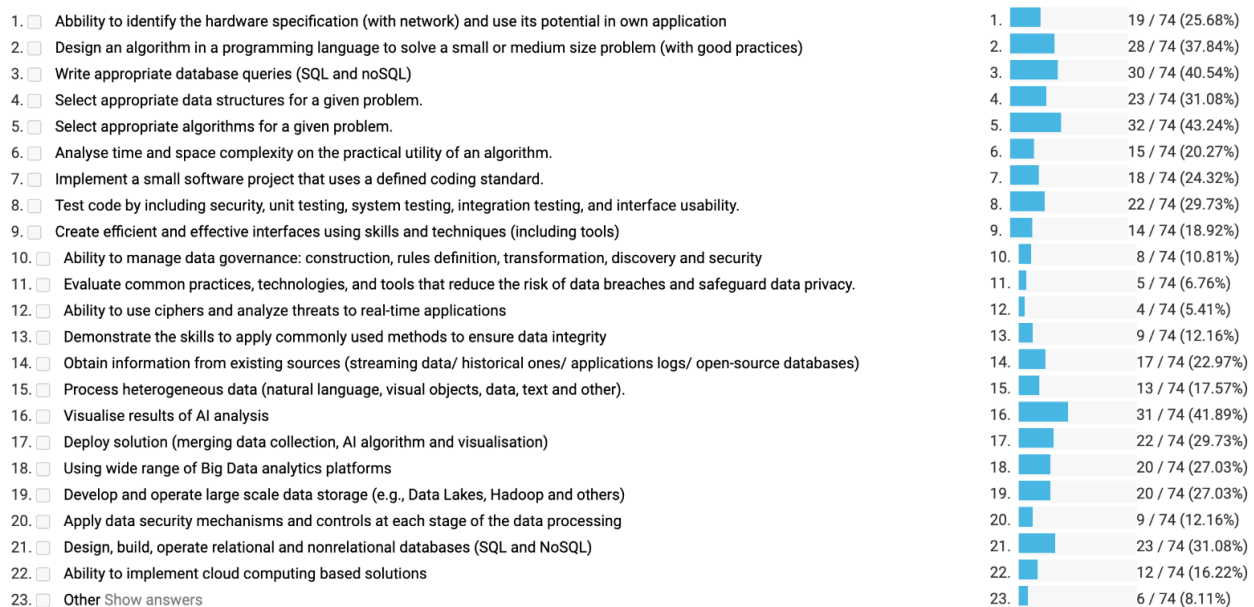 1. Abbility to identify the hardware specification (with network) and use its potential in own application 1. 19 / 74 (25.68%)
2. Design an algorithm in a programming language to solve a small or medium size problem (with good practices) 2. 28 / 74 (37.84%)
3. Write appropriate database queries (SQL and noSQL) 3. 30 / 74 (40.54%)
4. Select appropriate data structures for a given problem. 4. 23 / 74 (31.08%)
5. Select appropriate algorithms for a given problem. 5. 32 / 74 (43.24%)
6. Analyse time and space complexity on the practical utility of an algorithm. 6. 15 / 74 (20.27%)
7. Implement a small software project that uses a defined coding standard. 7. 18 / 74 (24.32%)
8. Test code by including security, unit testing, system testing, integration testing, and interface usability. 8. 22 / 74 (29.73%)
9. Create efficient and effective interfaces using skills and techniques (including tools) 9. 14 / 74 (18.92%)
10. Ability to manage data governance: construction, rules definition, transformation, discovery and security 10. 8 / 74 (10.81%)
11. Evaluate common practices, technologies, and tools that reduce the risk of data breaches and safeguard data privacy. 11. 5 / 74 (6.76%)
12. Ability to use ciphers and analyze threats to real-time applications 12. 4 / 74 (5.41%)
13. Demonstrate the skills to apply commonly used methods to ensure data integrity 13. 9 / 74 (12.16%)
14. Obtain information from existing sources (streaming data/ historical ones/ applications logs/ open-source databases) 14. 17 / 74 (22.97%)
15. Process heterogeneous data (natural language, visual objects, data, text and other). 15. 13 / 74 (17.57%)
16. Visualise results of AI analysis 16. 31 / 74 (41.89%)
17. Deploy solution (merging data collection, AI algorithm and visualisation) 17. 22 / 74 (29.73%)
18. Using wide range of Big Data analytics platforms 18. 20 / 74 (27.03%)
19. Develop and operate large scale data storage (e.g., Data Lakes, Hadoop and others) 19. 20 / 74 (27.03%)
20. Apply data security mechanisms and controls at each stage of the data processing 20. 9 / 74 (12.16%)
21. Design, build, operate relational and nonrelational databases (SQL and NoSQL) 21. 23 / 74 (31.08%)
22. Ability to implement cloud computing based solutions 22. 12 / 74 (16.22%)
23. Other Show answers 23. 6 / 74 (8.11%)